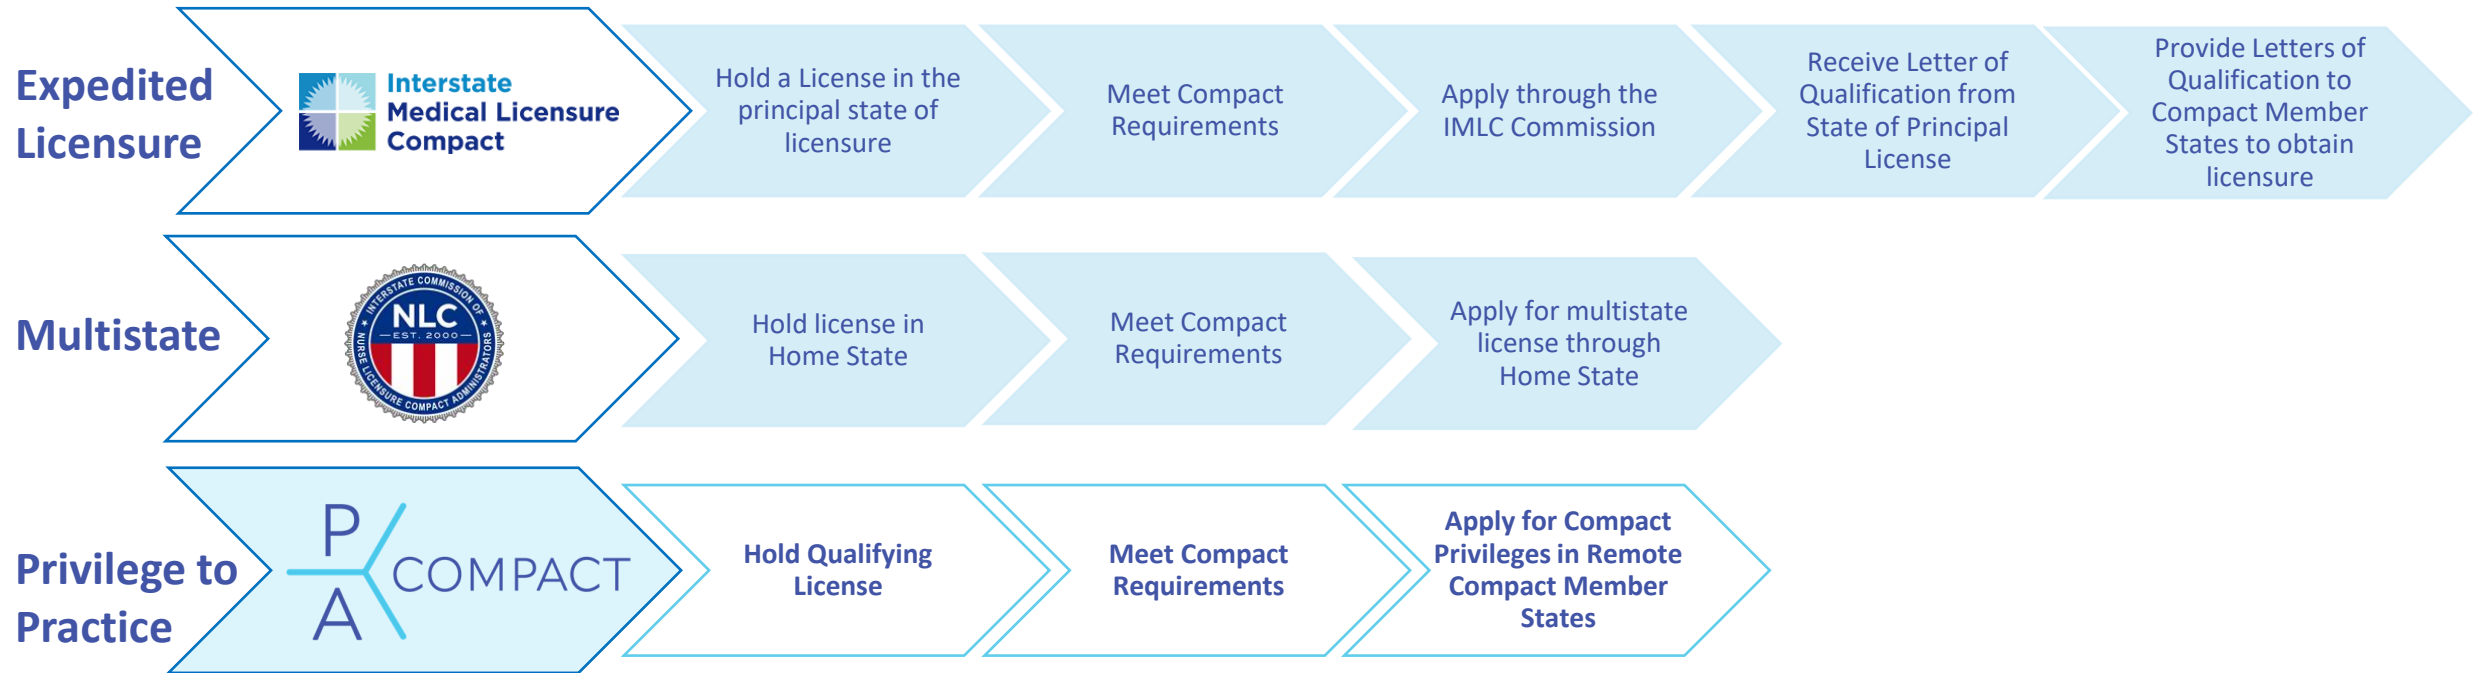 Expedited
Licensure
Interstate
Medical Licensure
Compact
Hold a License in the
principal state of
licensure
Meet Compact
Requirements
Apply through the
IMLC Commission
Receive Letter of
Qualification from
State of Principal
License
Provide Letters of
Qualification to
Compact Member
States to obtain
licensure
Multistate
INTERSTATE COMMISSION OF
NURSE LICENSURE COMPACT ADMINISTRATORS
NLC
EST. 2000
Hold license in
Home State
Meet Compact
Requirements
Apply for multistate
license through
Home State
Privilege to
Practice
P
A
COMPACT
Hold Qualifying
License
Meet Compact
Requirements
Apply for Compact
Privileges in Remote
Compact Member
States